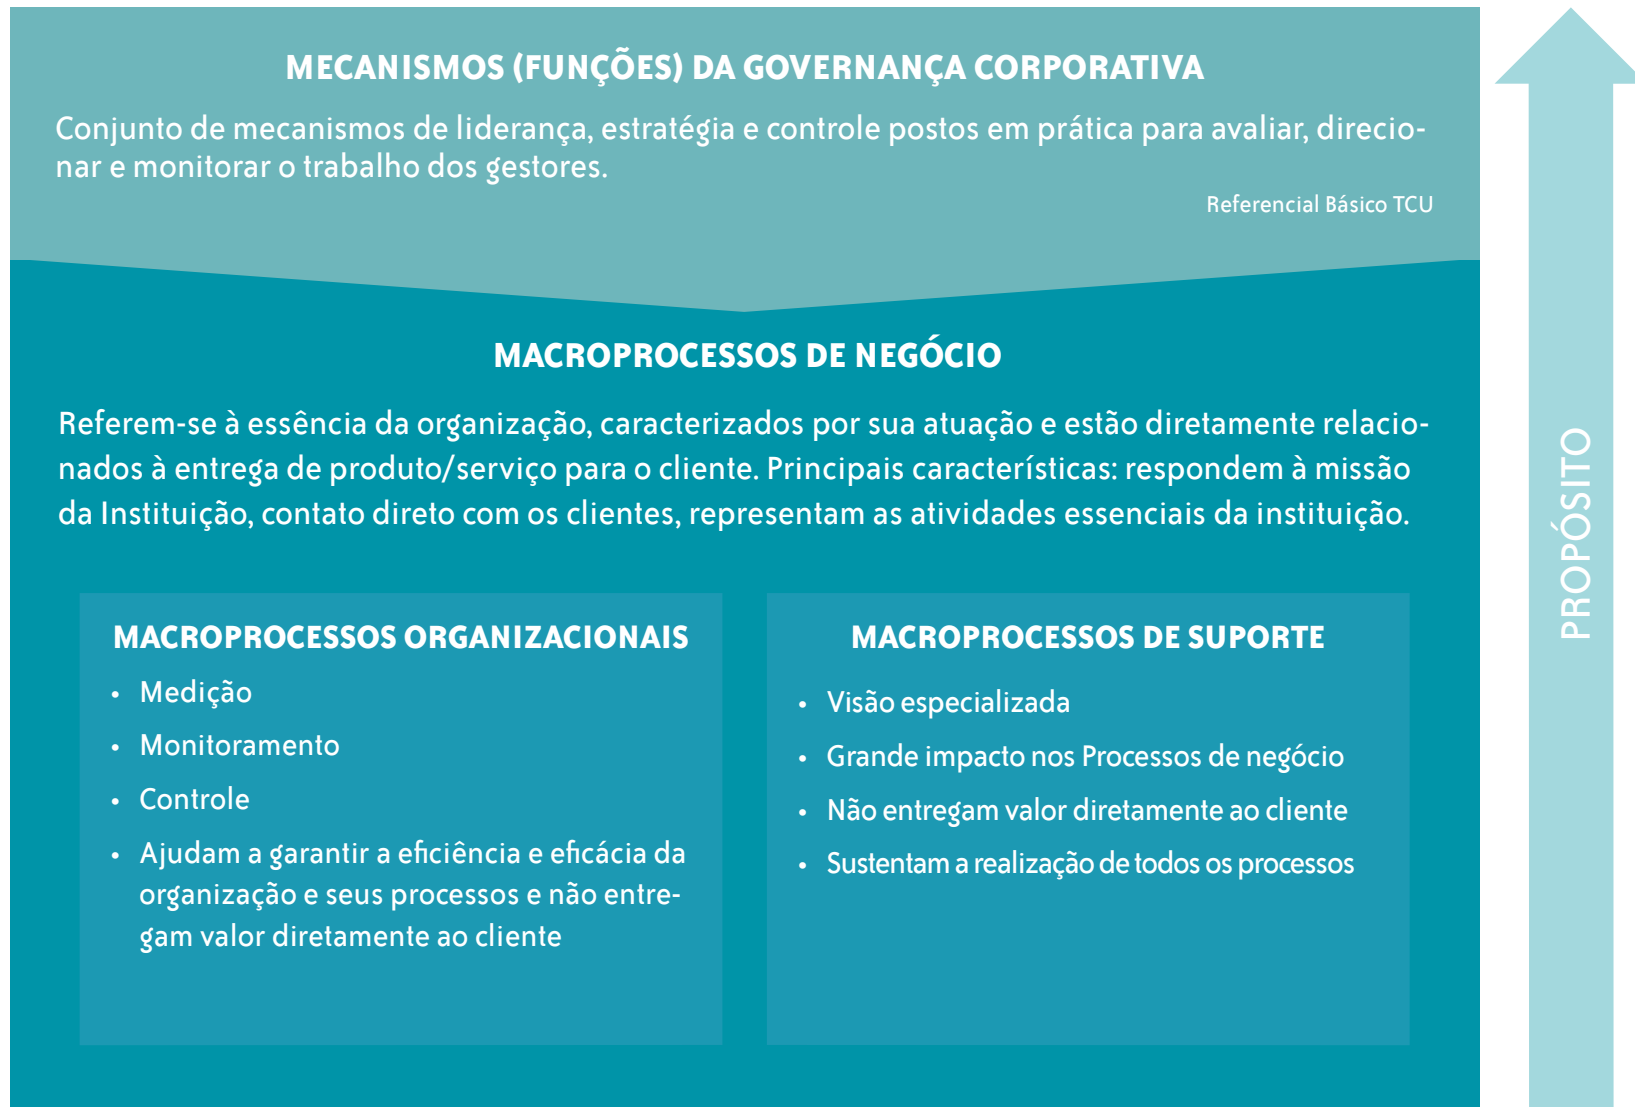 MECANISMOS (FUNÇÕES) DA GOVERNANÇA CORPORATIVA
Conjunto de mecanismos de liderança, estratégia e controle postos em prática para avaliar, direcio-
nar e monitorar o trabalho dos gestores.
Referencial Básico TCU
MACROPROCESSOS DE NEGÓCIO
Referem-se à essência da organização, caracterizados por sua atuação e estão diretamente relacio-
nados à entrega de produto/serviço para o cliente. Principais características: respondem à missão
da Instituição, contato direto com os clientes, representam as atividades essenciais da instituição.
MACROPROCESSOS ORGANIZACIONAIS
• Medição
• Monitoramento
• Controle
• Ajudam a garantir a eficiência e eficácia da
organização e seus processos e não entre-
gam valor diretamente ao cliente
MACROPROCESSOS DE SUPORTE
• Visão especializada
• Grande impacto nos Processos de negócio
• Não entregam valor diretamente ao cliente
• Sustentam a realização de todos os processos
PROPÓSITO